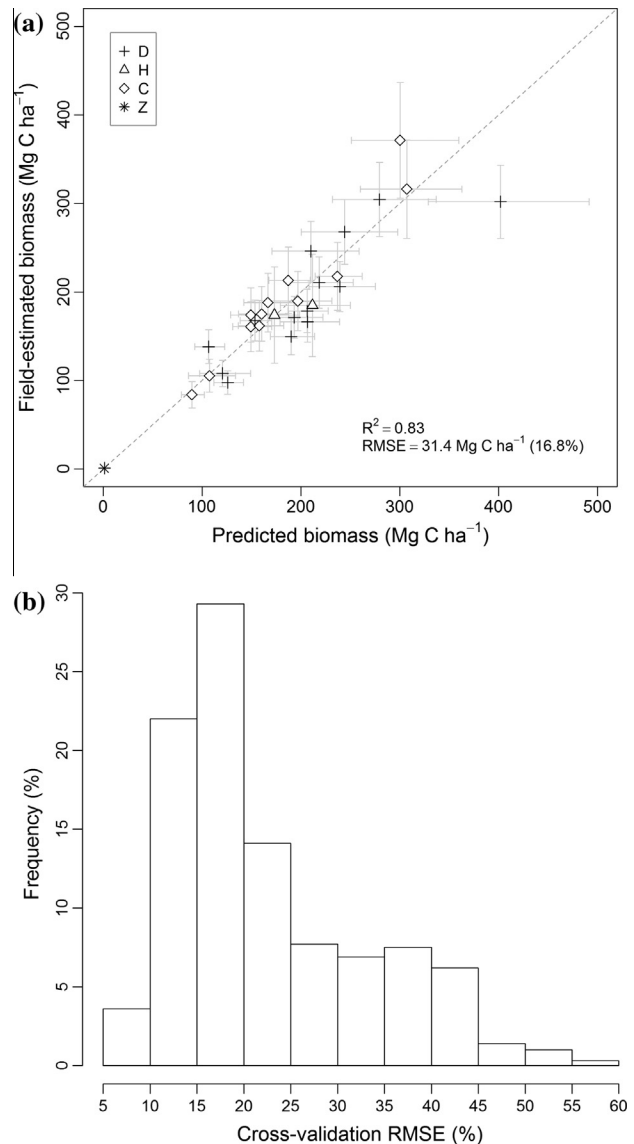 (a)
D
H
C
Z
500
400
300
200
100
0
Field-estimated biomass (Mg C ha⁻¹)
R² = 0.83
RMSE = 31.4 Mg C ha⁻¹ (16.8%)
0 100 200 300 400 500
Predicted biomass (Mg C ha⁻¹)
(b)
30
25
20
15
10
5
0
Frequency (%)
5 10 15 20 25 30 35 40 45 50 55 60
Cross-validation RMSE (%)